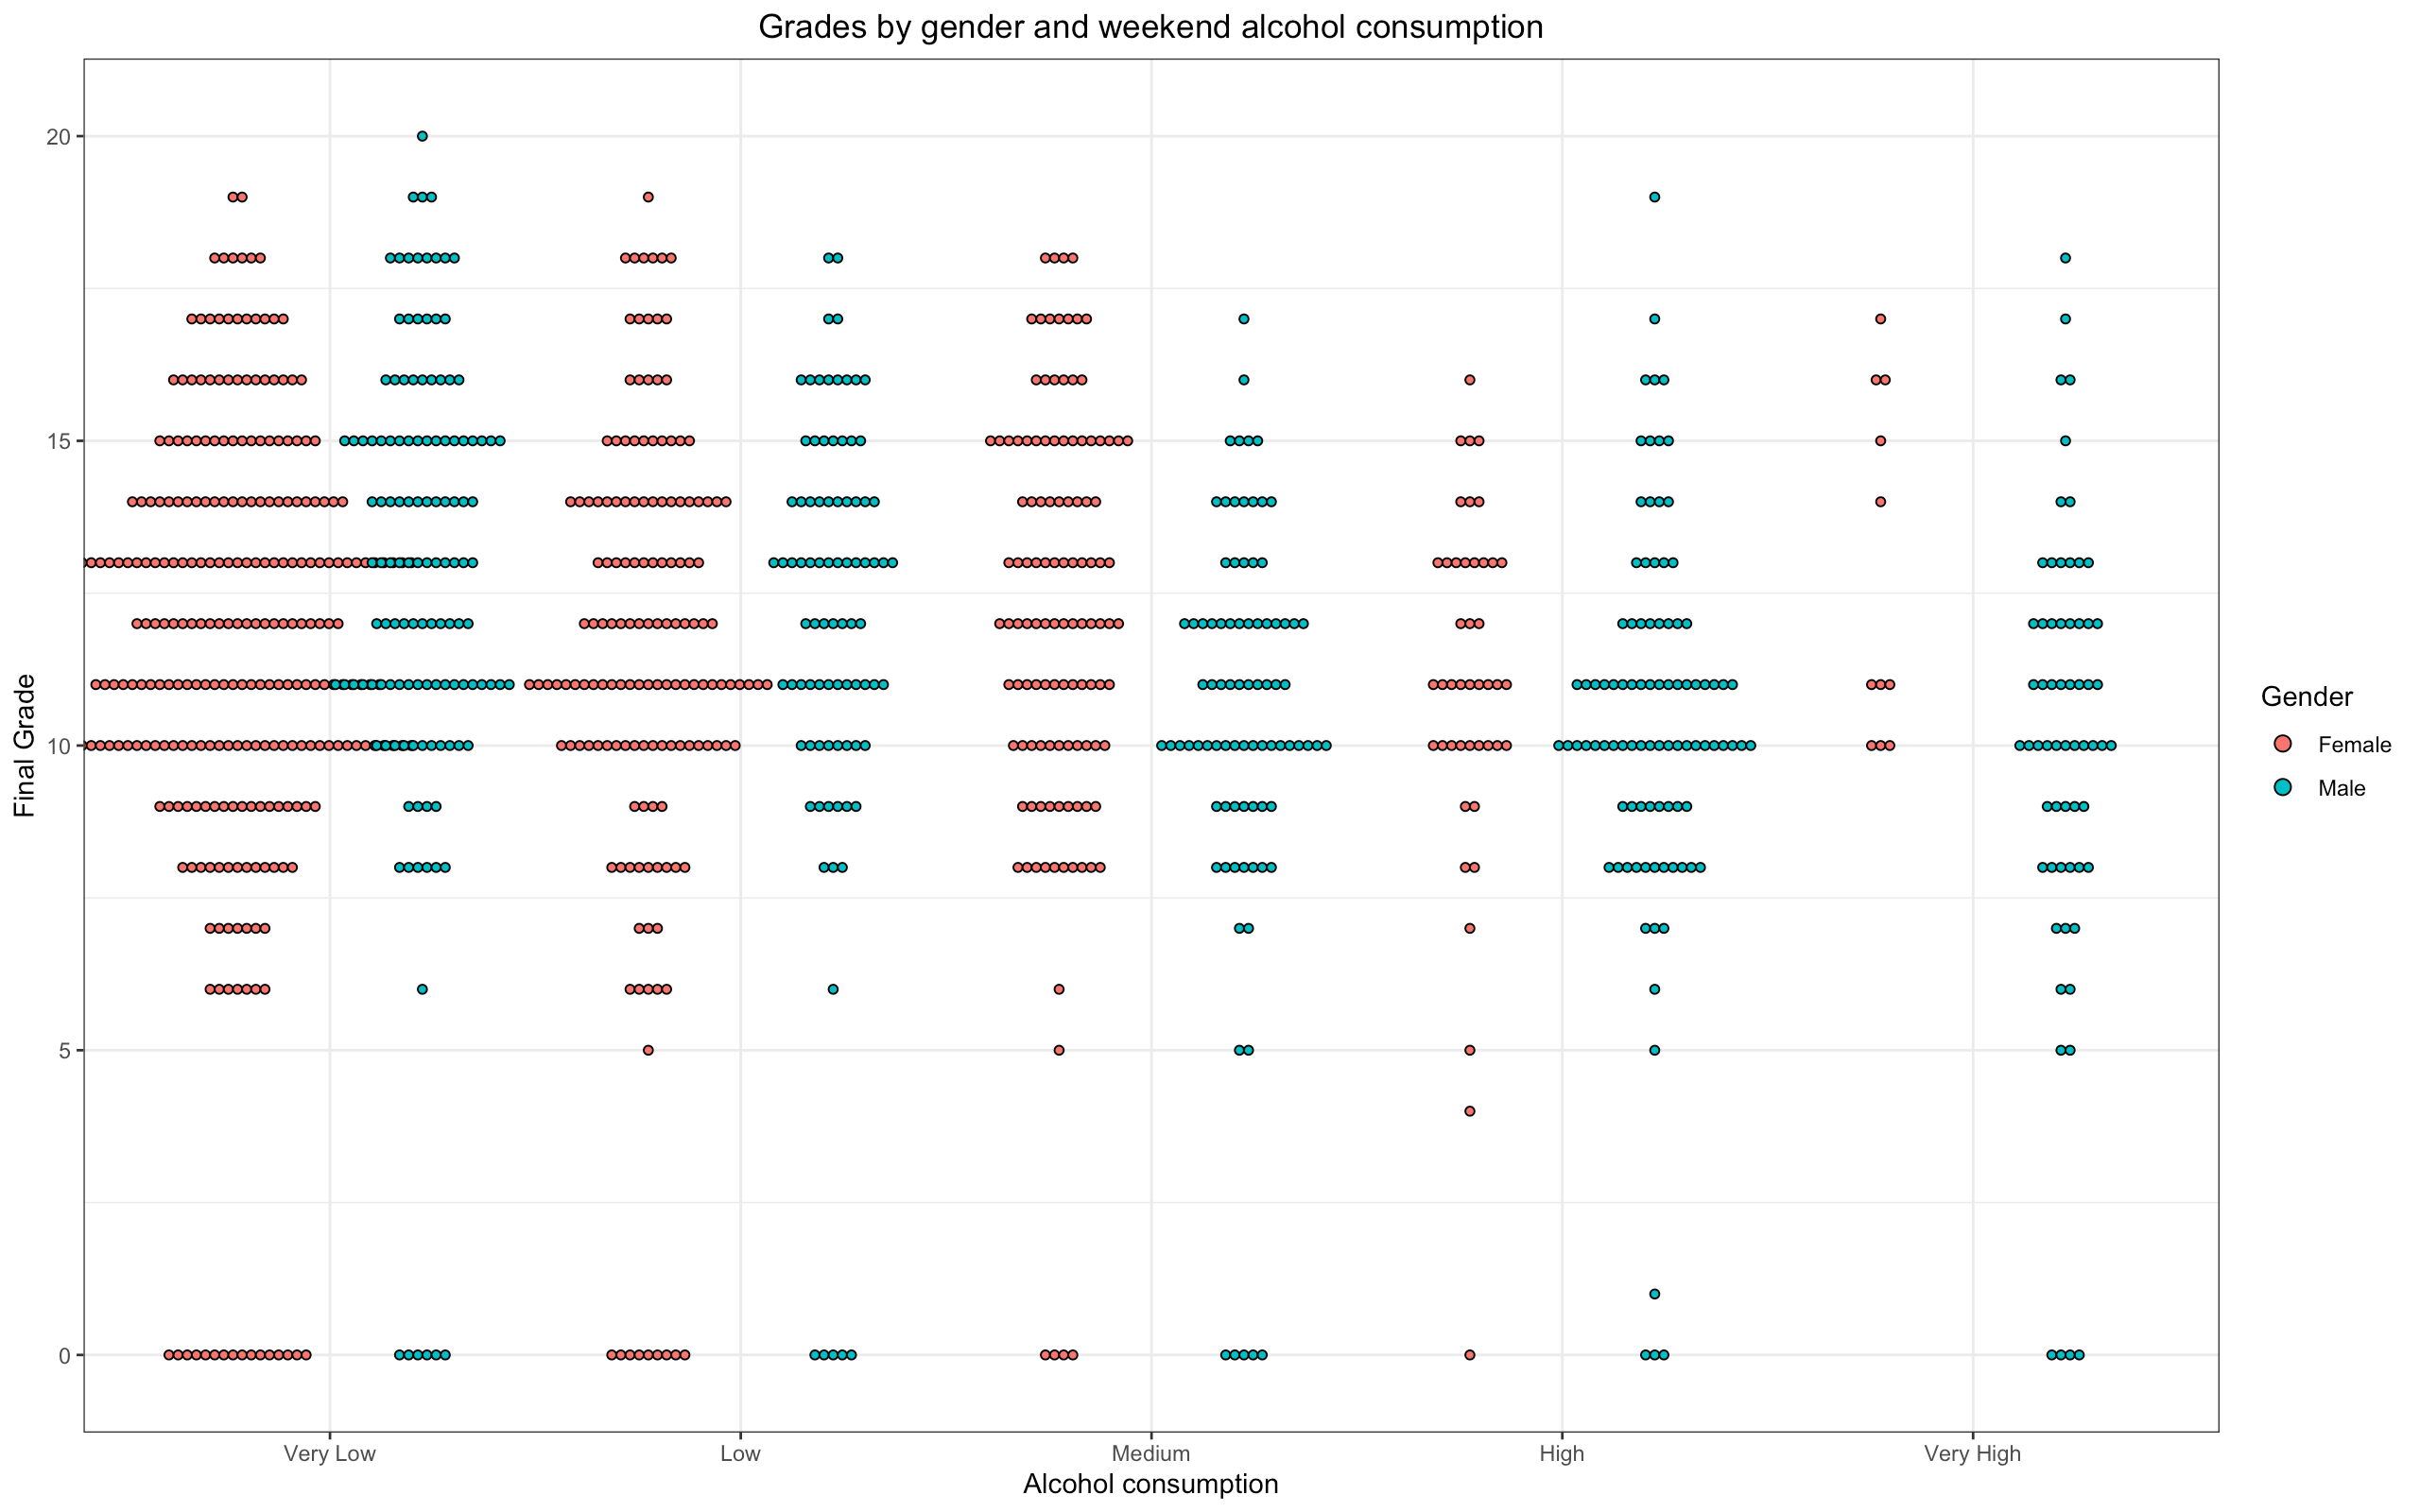 Grades by gender and weekend alcohol consumption
20
15
10
5
0
Final Grade
Very Low
Low
Medium
High
Very High
Alcohol consumption
Gender
Female
Male